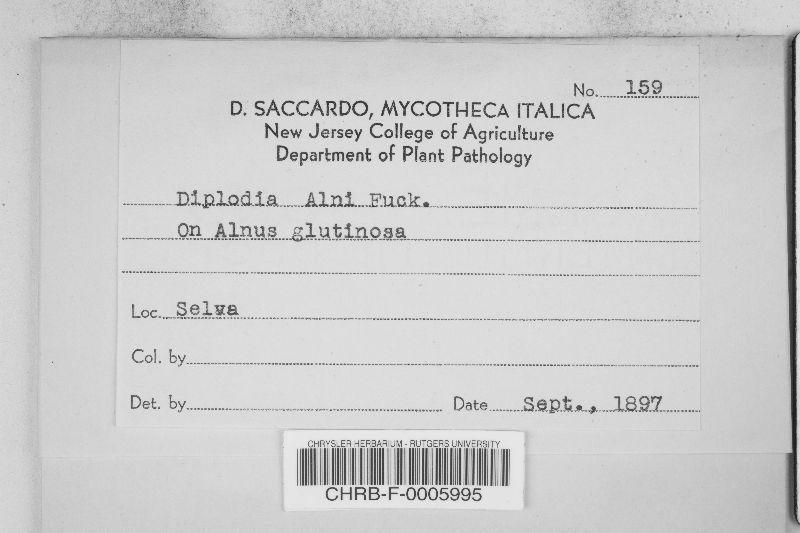 No. 159
D. SACCARDO, MYCOTHECA ITALICA
New Jersey College of Agriculture
Department of Plant Pathology
Diplodia Alni Fuck.
On Alnus glutinosa
Loc. Selva
Col. by
Det. by Date Sept., 1897
CHRYSLER HERBARIUM - RUTGERS UNIVERSITY
CHRB-F-0005995